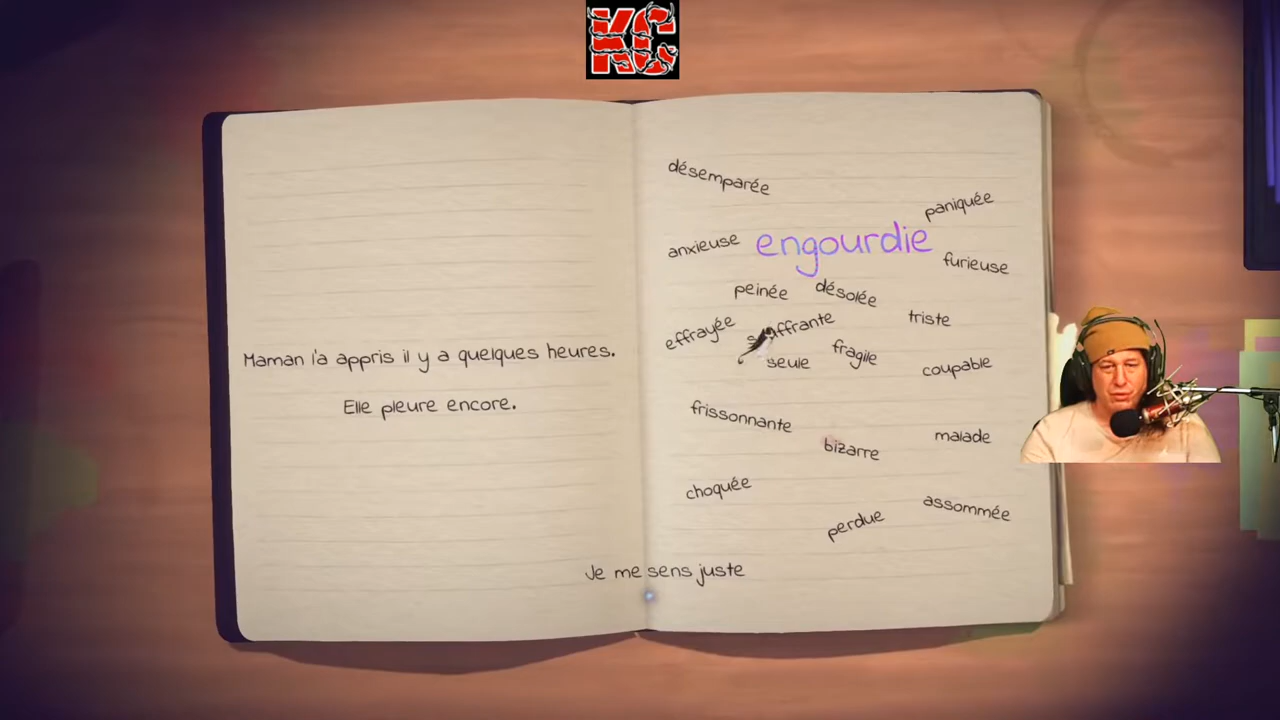 KC
désemparée
paniquée
anxieuse
engourdie
furieuse
peinée
désolée
effrayée
triste
seule
fragile
coupable
Maman l'a appris il y a quelques heures.
Elle pleure encore.
frissonnante
bizarre
malade
choquée
perdue
assommée
Je me sens juste